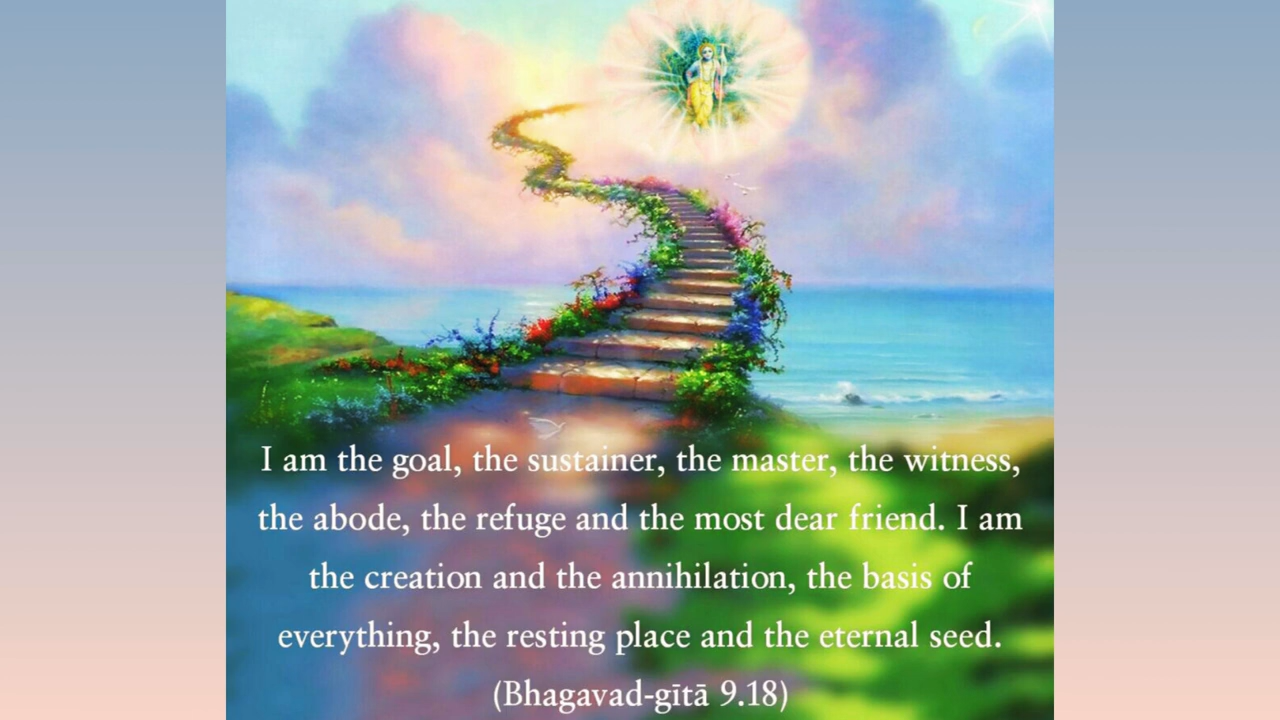 I am the goal, the sustainer, the master, the witness,
the abode, the refuge and the most dear friend. I am
the creation and the annihilation, the basis of
everything, the resting place and the eternal seed.
(Bhagavad-gītā 9.18)